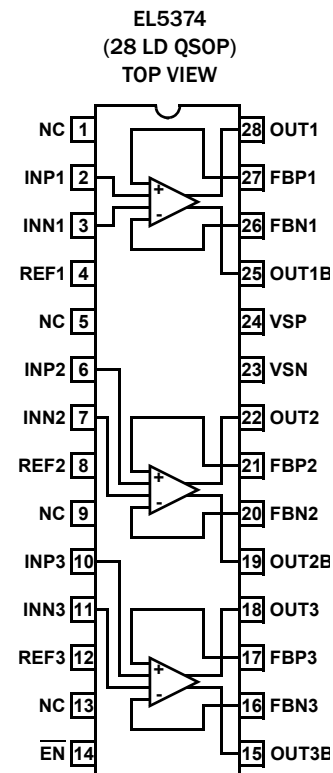 EL5374
(28 LD QSOP)
TOP VIEW
NC 1 28 OUT1
INP1 2 + 27 FBP1
INN1 3 - 26 FBN1
REF1 4 25 OUT1B
NC 5 24 VSP
INP2 6 23 VSN
INN2 7 22 OUT2
REF2 8 + 21 FBP2
NC 9 - 20 FBN2
INP3 10 19 OUT2B
INN3 11 18 OUT3
REF3 12 + 17 FBP3
NC 13 - 16 FBN3
E̅N̅ 14 15 OUT3B